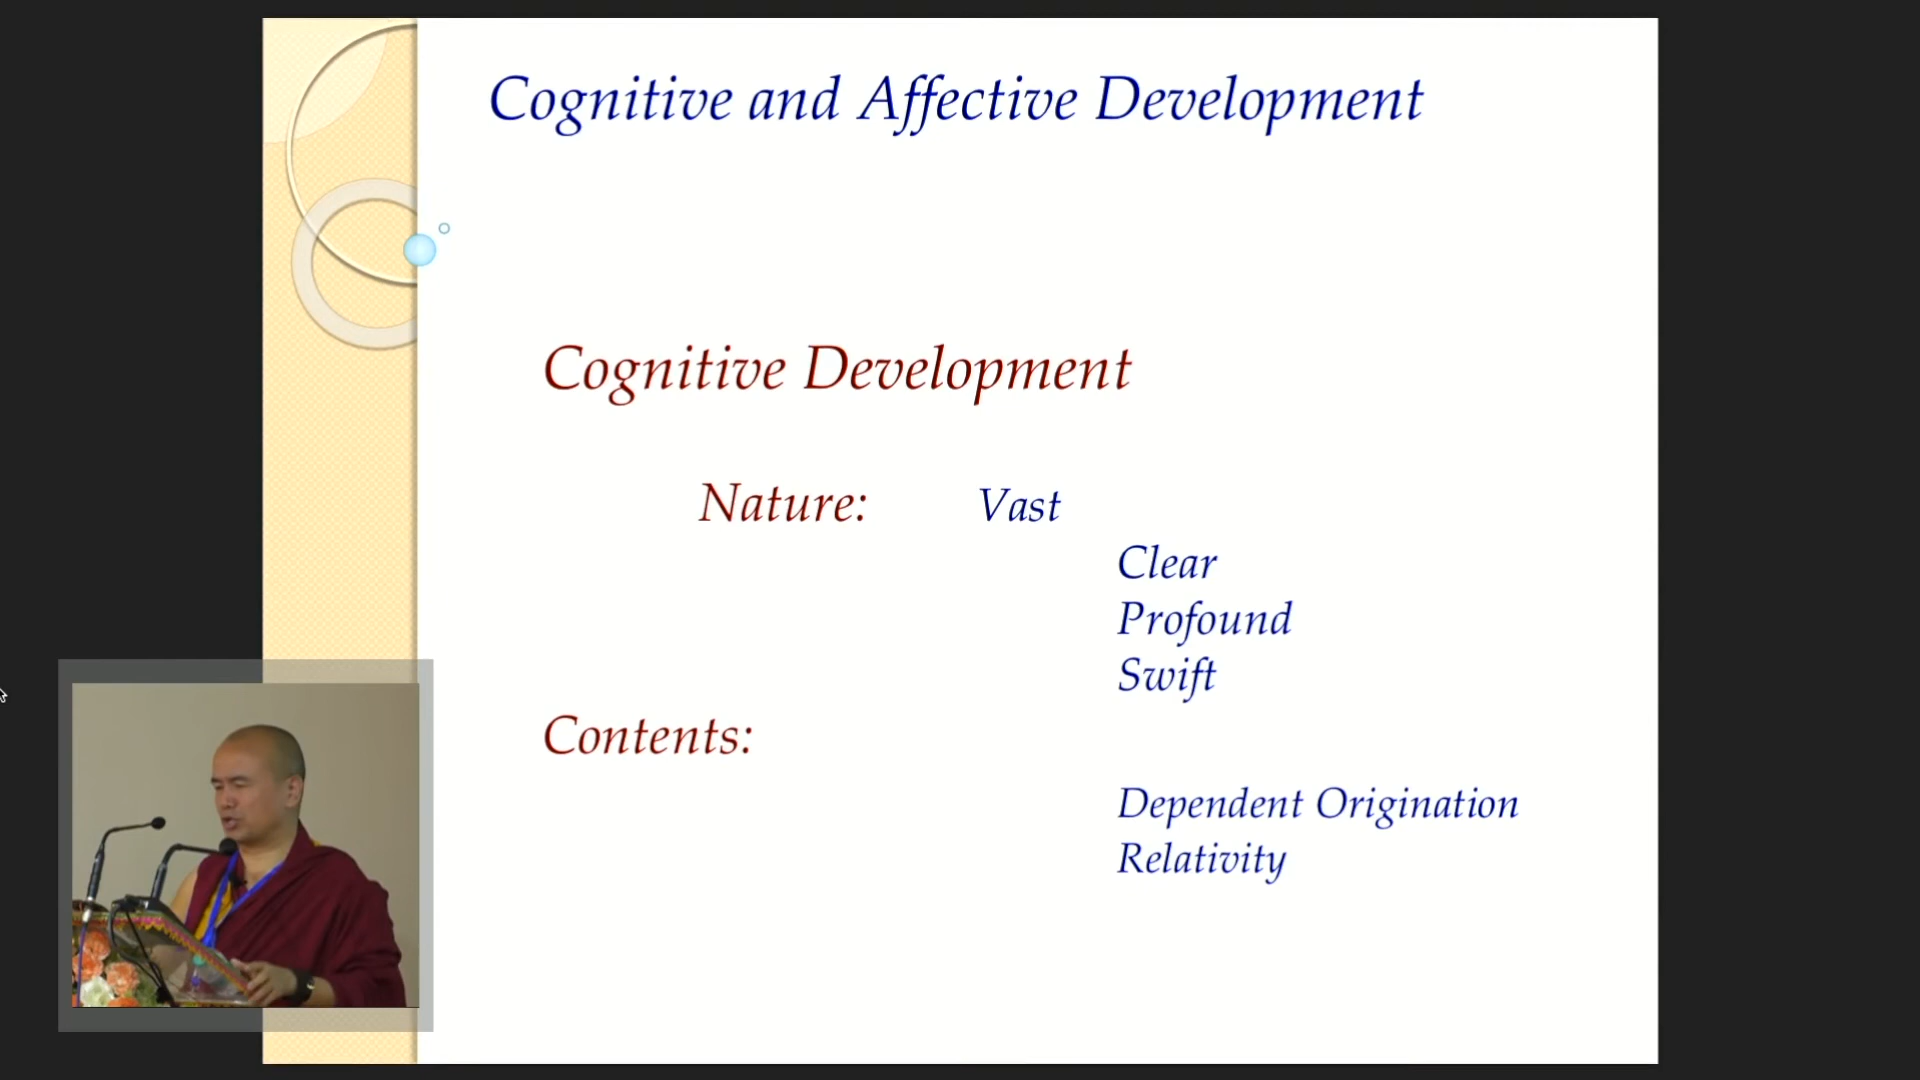 Cognitive and Affective Development
Cognitive Development
Nature: Vast
Clear
Profound
Swift
Contents:
Dependent Origination
Relativity